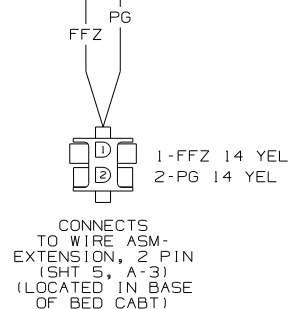 PG
FFZ
1
1-FFZ 14 YEL
2
2-PG 14 YEL
CONNECTS
TO WIRE ASM-
EXTENSION, 2 PIN
(SHT 5, A-3)
(LOCATED IN BASE
OF BED CABT)